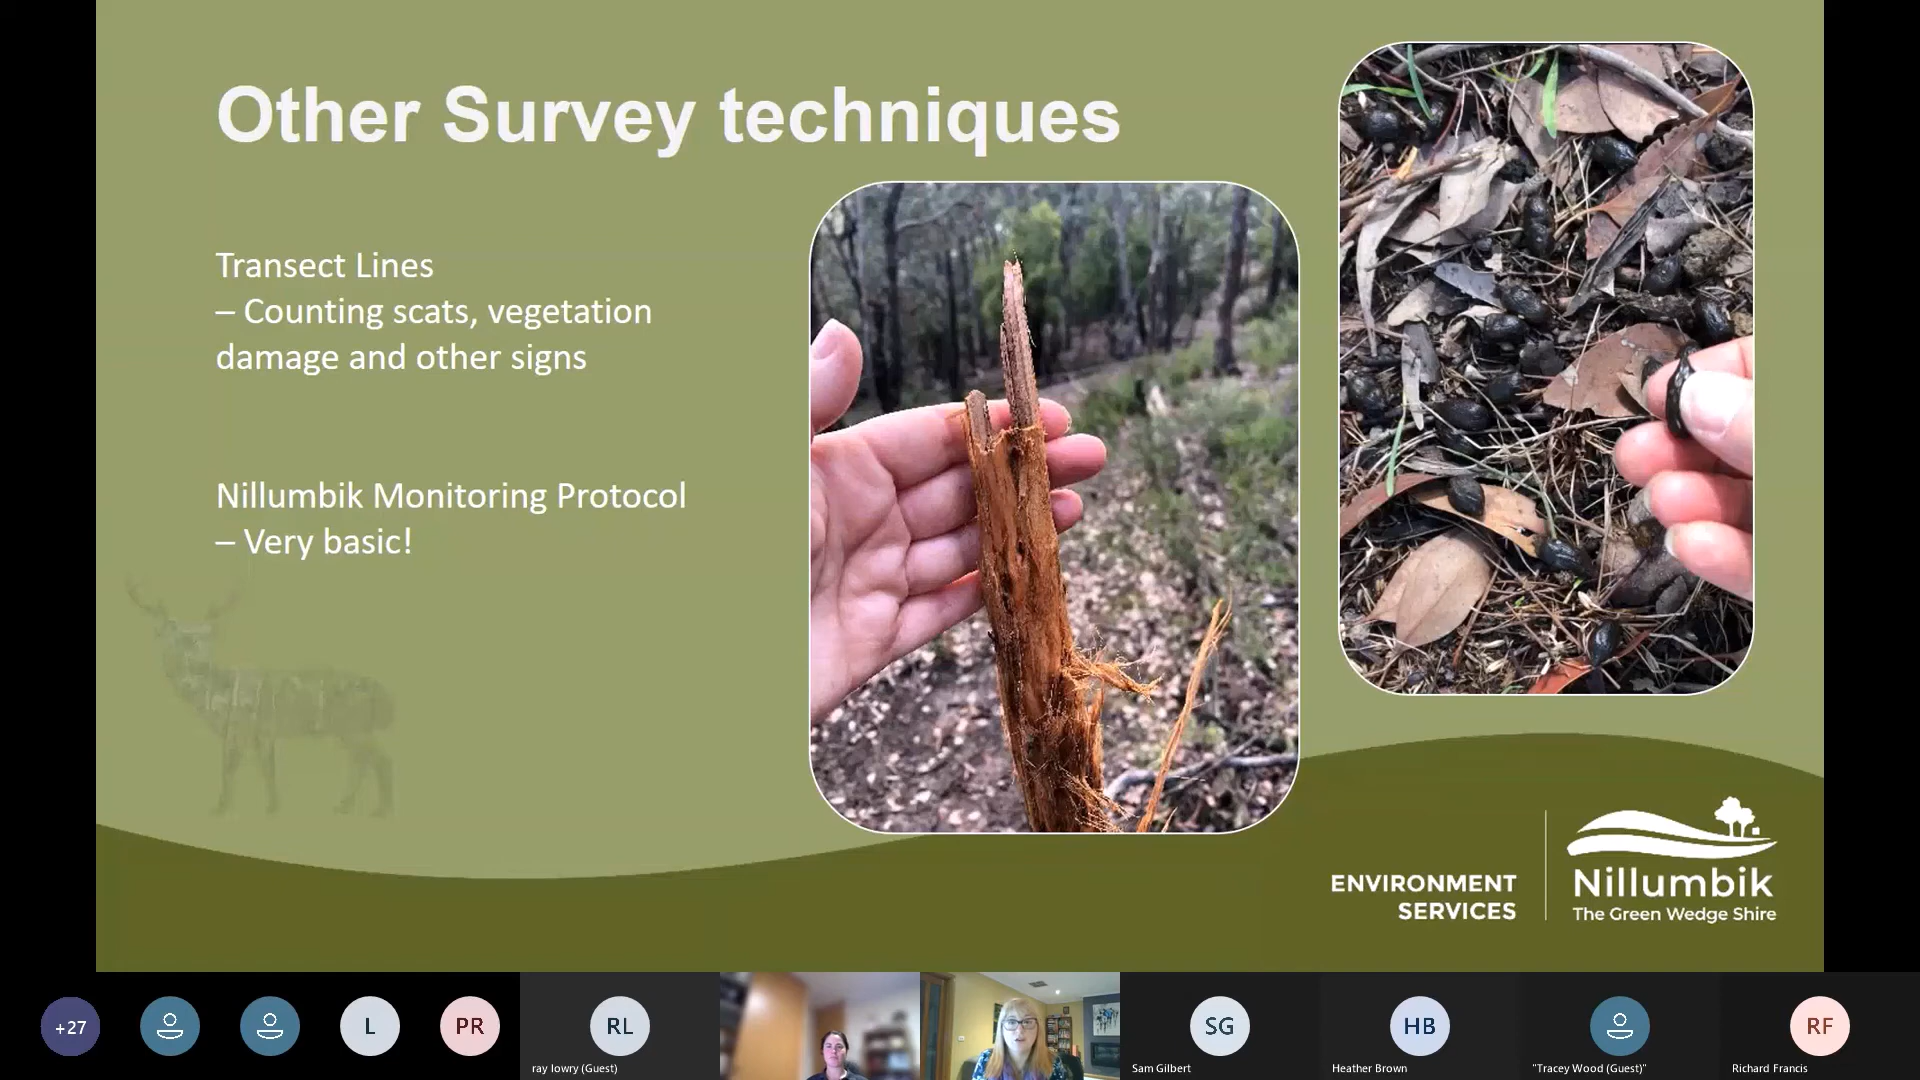 Other Survey techniques
Transect Lines
– Counting scats, vegetation
damage and other signs
Nillumbik Monitoring Protocol
– Very basic!
ENVIRONMENT
SERVICES
Nillumbik
The Green Wedge Shire
+27
L
PR
RL
ray lowry (Guest)
SG
Sam Gilbert
HB
Heather Brown
"Tracey Wood (Guest)"
RF
Richard Francis